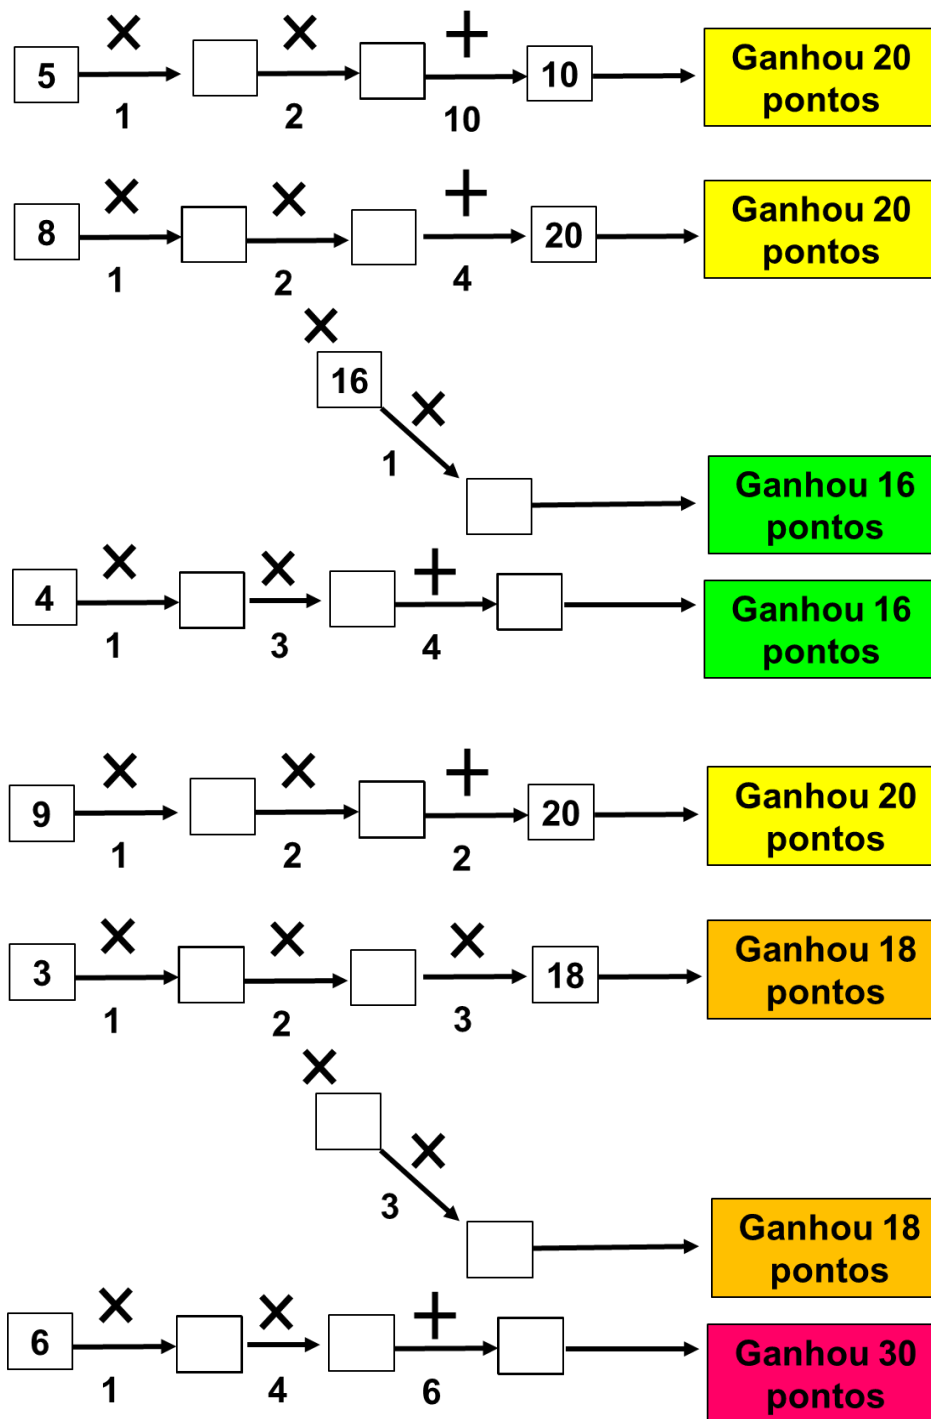 × × +
5 10 Ganhou 20
pontos
1 2 10
× × +
8 20 Ganhou 20
pontos
1 2 4
×
16
×
1
Ganhou 16
pontos
× × +
4 Ganhou 16
pontos
1 3 4
× × +
9 20 Ganhou 20
pontos
1 2 2
× × ×
3 18 Ganhou 18
pontos
1 2 3
×
×
3
Ganhou 18
pontos
× × +
6 Ganhou 30
pontos
1 4 6